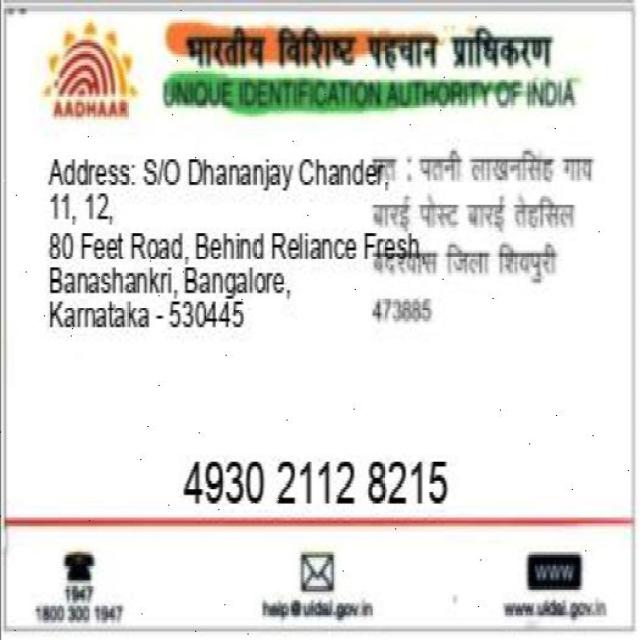 भारतीय विशिष्ट पहचान प्राधिकरण
UNIQUE IDENTIFICATION AUTHORITY OF INDIA
AADHAAR
Address: S/O Dhananjay Chander,
11, 12,
80 Feet Road, Behind Reliance Fresh
Banashankri, Bangalore,
Karnataka - 530445
: पतनी लाखनसिंह गाव
बारई पोस्ट बारई तेहसिल
जिला शिवपुरी
473885
4930 2112 8215
1947
1800 300 1947
help@uidai.gov.in
WWW
www.uidai.gov.in